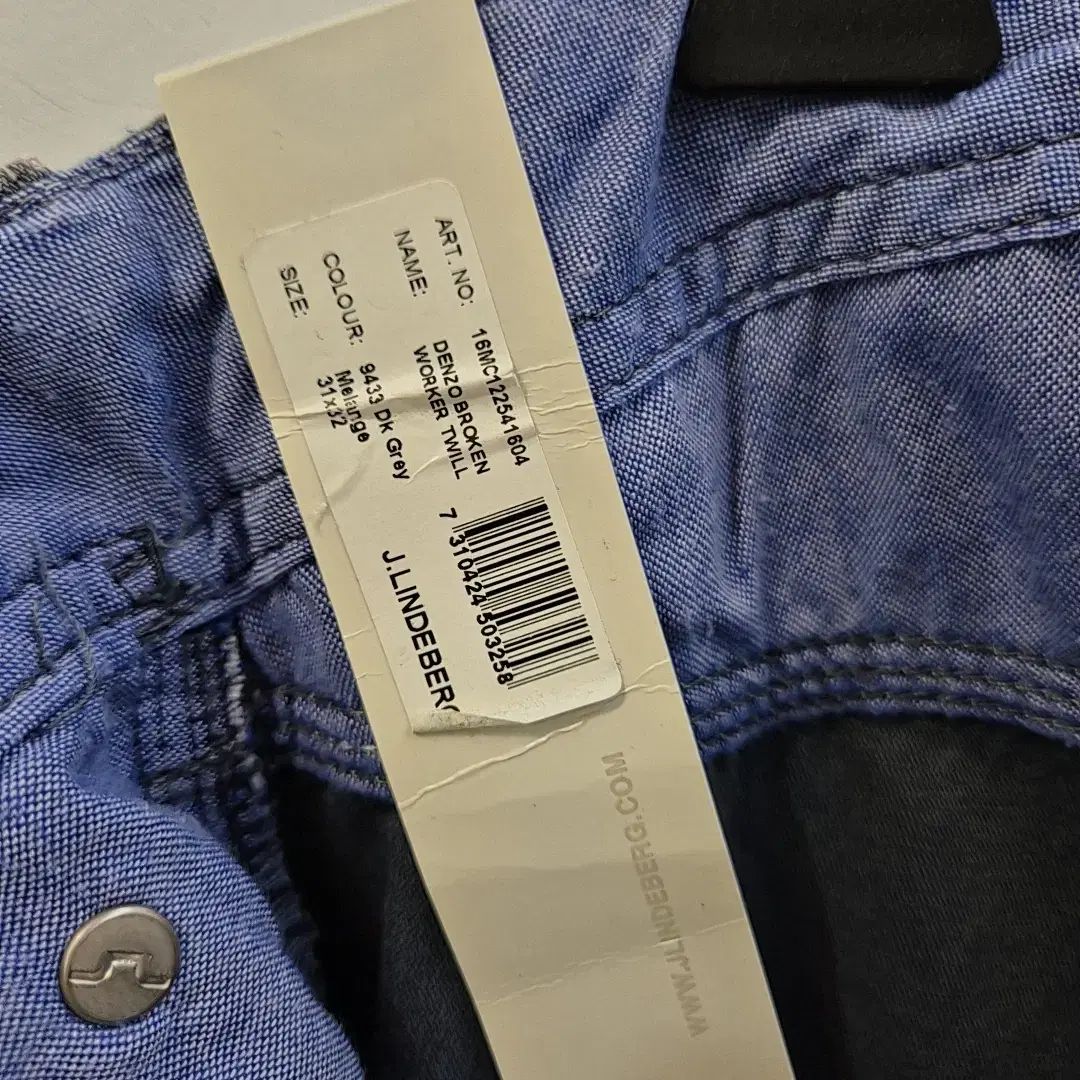 ART. NO: 16MC122541604
NAME: DENZO BROKEN
WORKER TWILL
COLOUR: 9433 Dk Grey
Melange
SIZE: 31x32
7 310424 503258
J.LINDEBERG
WWW.JLINDEBERG.COM